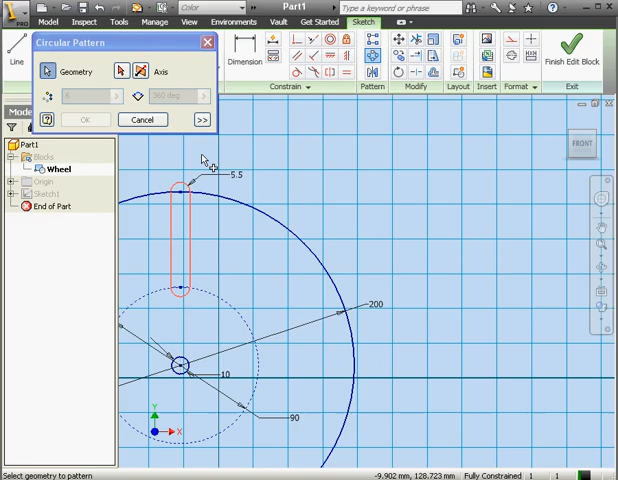 Color
Part1
Type a keyword or phrase
PRO
Model
Inspect
Tools
Manage
View
Environments
Vault
Get Started
Sketch
Line
Dimension
Constrain
Pattern
Modify
Layout
Insert
Format
Finish Edit Block
Exit
Circular Pattern
Geometry
Axis
6
360 deg
OK
Cancel
>>
Part1
Blocks
Wheel
Origin
Sketch1
End of Part
FRONT
5.5
200
10
90
Y
X
Select geometry to pattern
-9.902 mm, 128.723 mm
Fully Constrained
1
1